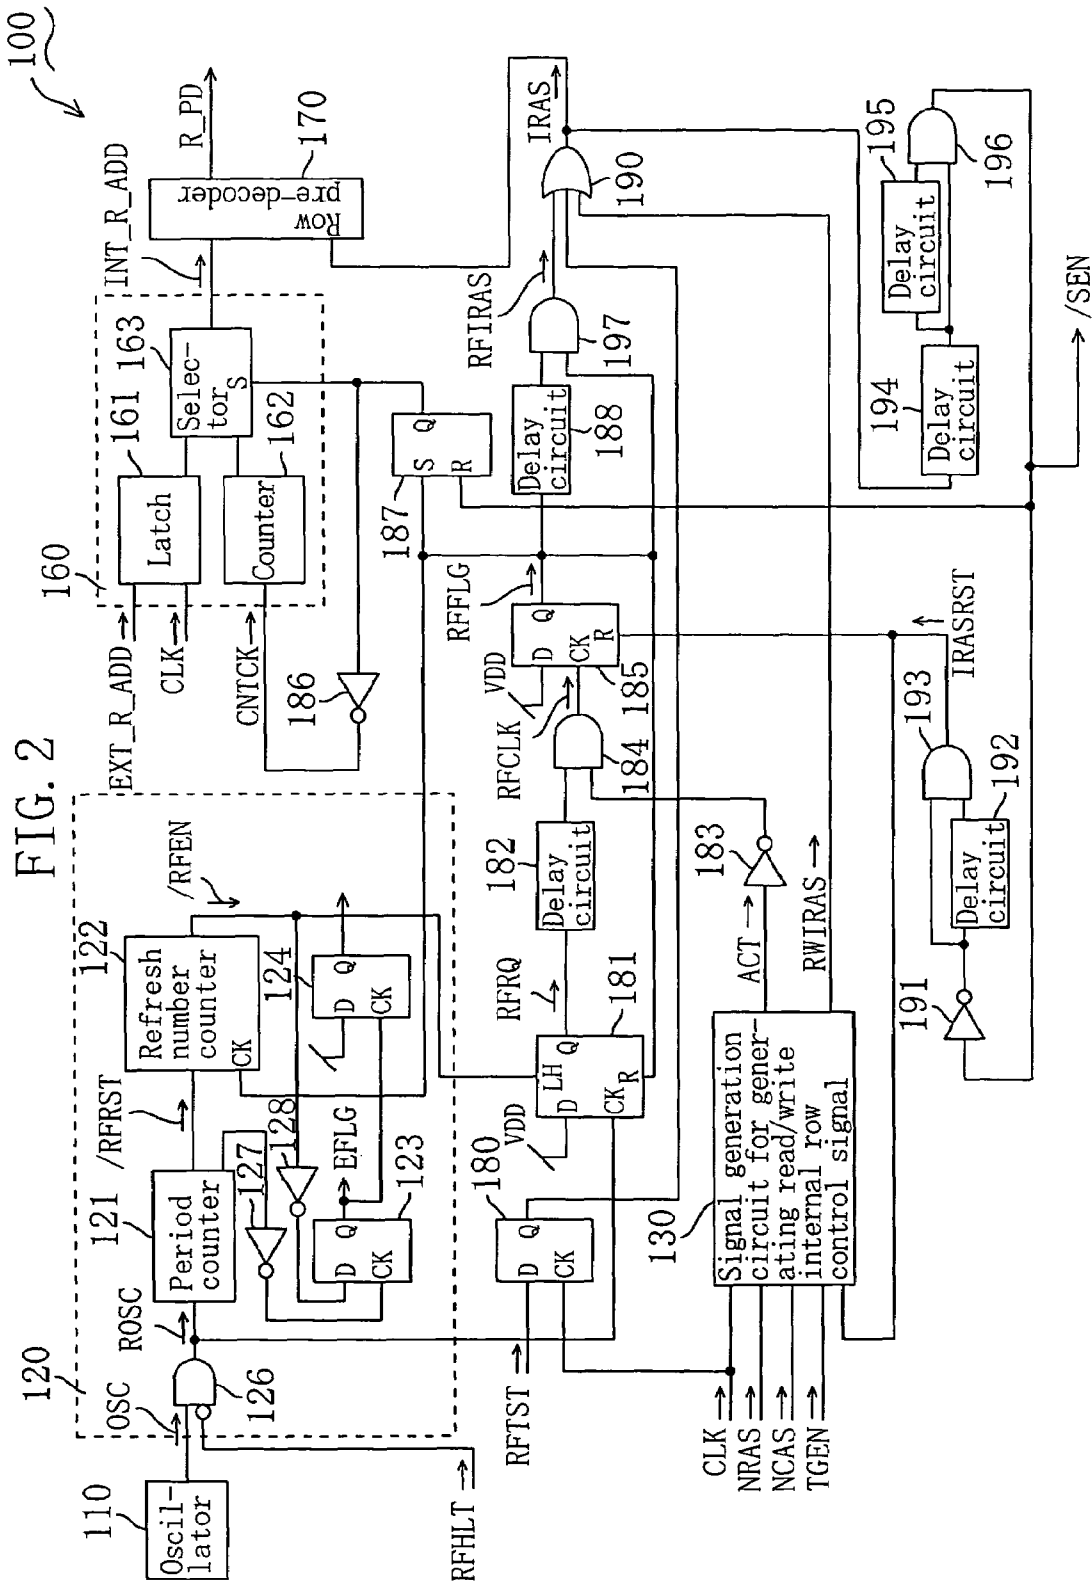 FIG. 2
100
110
Oscil-
lator
OSC
120
126
RFHLT
ROSC
121
Period
counter
/RFRST
122
Refresh
number
counter
CK
/RFEN
127
128
EFLG
D Q
CK
123
124
D Q
CK
EXT_R_ADD
CLK
CNTCK
160
161
Latch
162
Counter
163
Selec-
tor
S
INT_R_ADD
170
Row
pre-decoder
R_PD
186
187
S Q
R
RFTST
180
D Q
CK
VDD
D LH Q
CK R
181
RFRQ
182
Delay
circuit
RFCLK
184
VDD
D Q
CK
R
185
RFFLG
Delay
circuit
188
RFIRAS
197
190
IRAS
CLK
NRAS
NCAS
TGEN
130
Signal generation
circuit for gener-
ating read/write
internal row
control signal
ACT
183
RWIRAS
191
192
Delay
circuit
193
IRASRST
194
Delay
circuit
195
Delay
circuit
196
/SEN